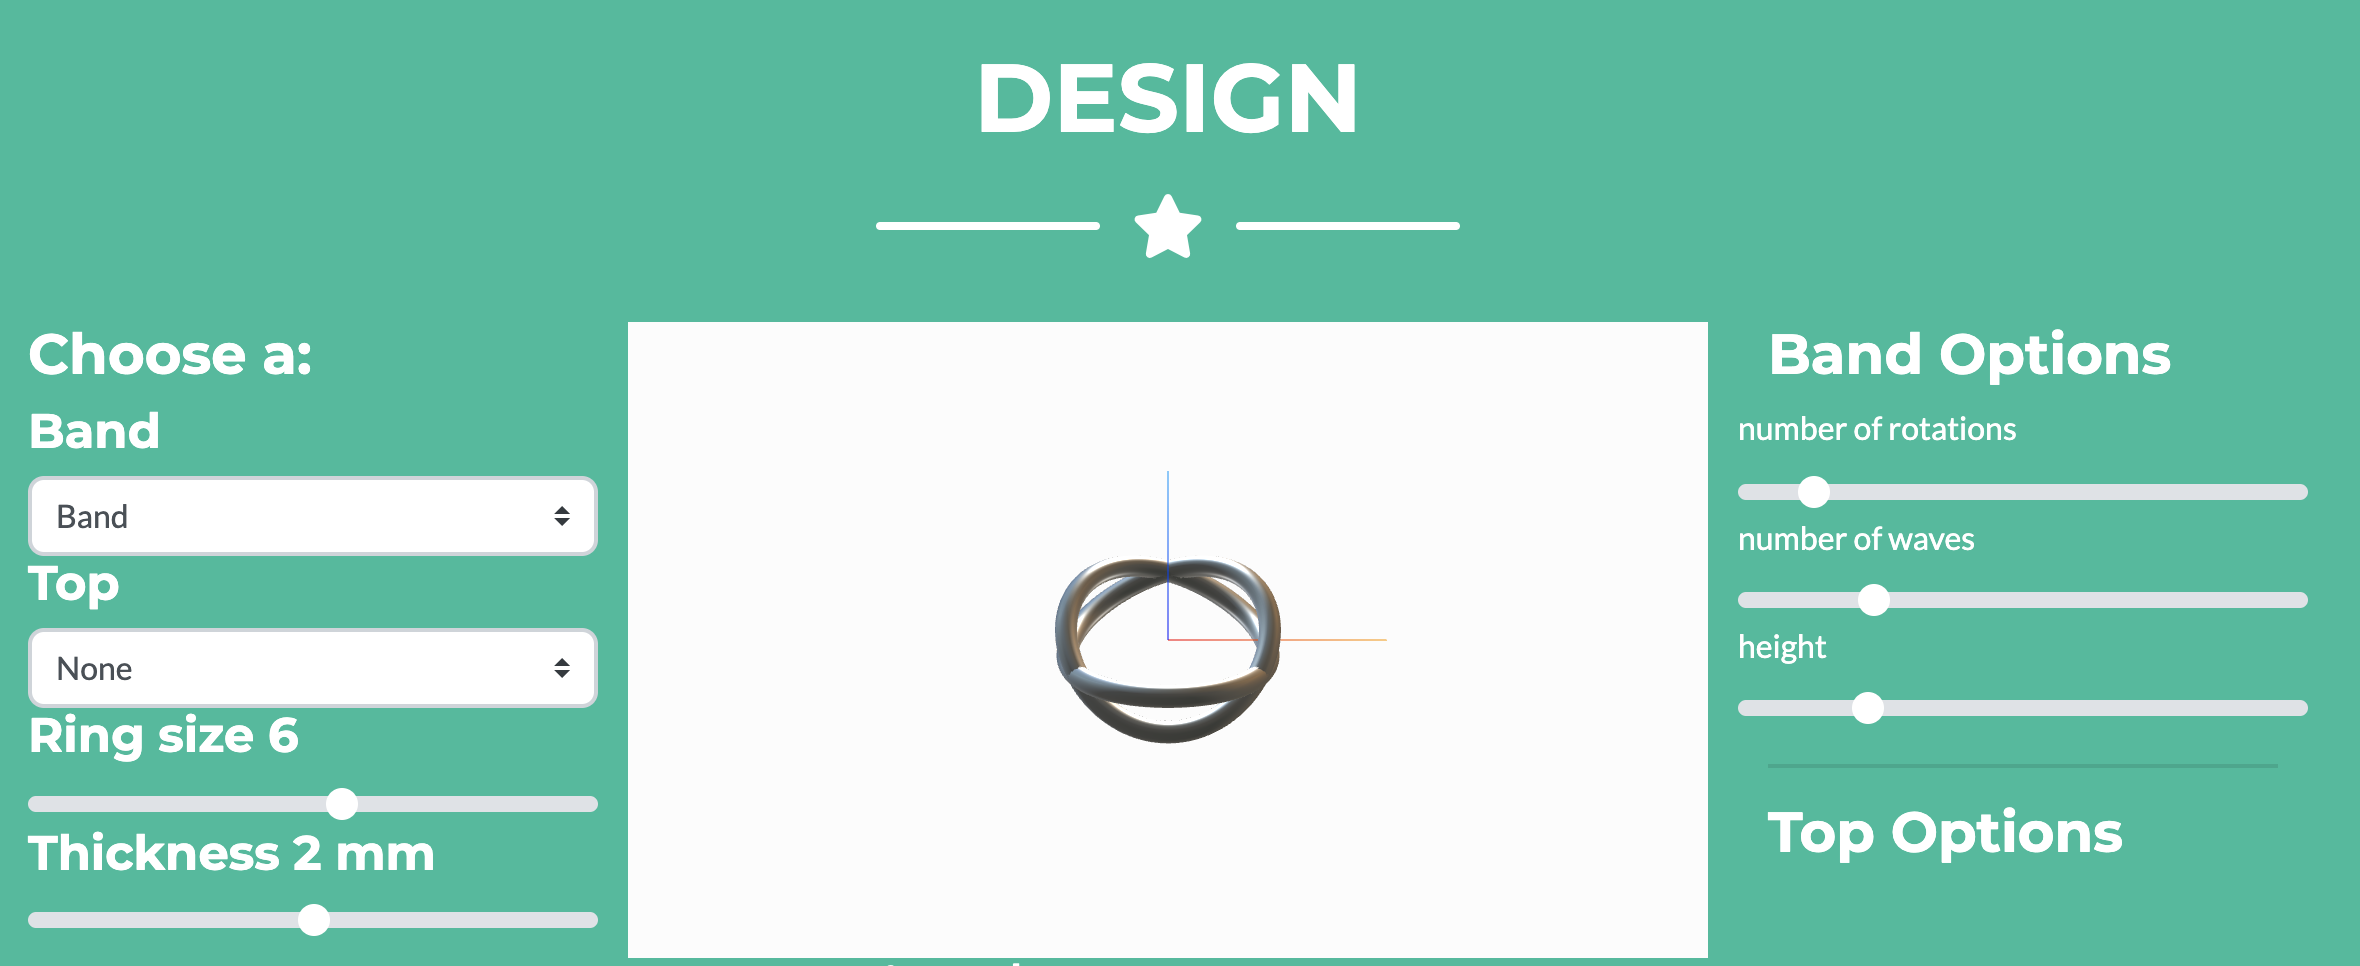 DESIGN
Choose a:
Band
Band
Top
None
Ring size 6
Thickness 2 mm
Band Options
number of rotations
number of waves
height
Top Options